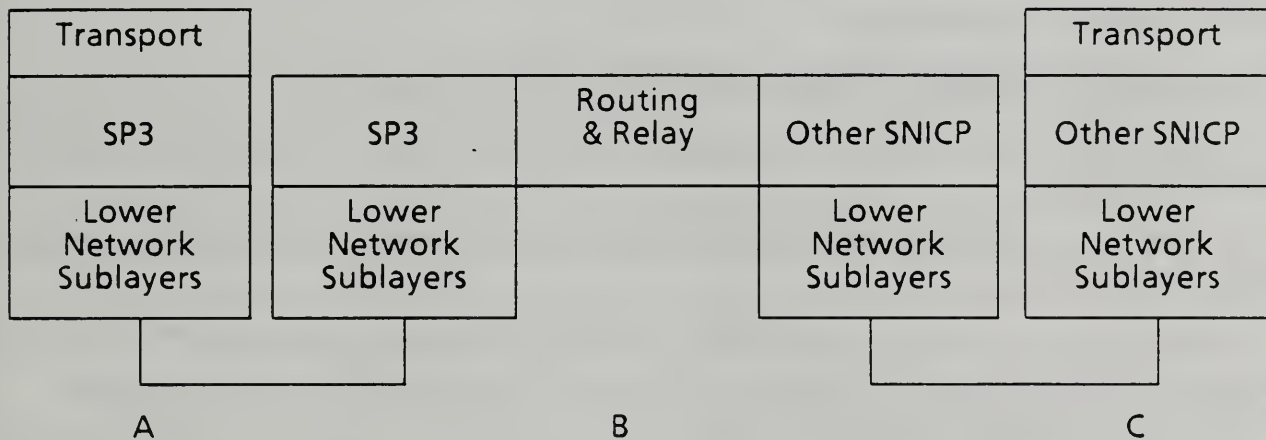 Transport
SP3
Lower
Network
Sublayers
SP3
Lower
Network
Sublayers
Routing
& Relay
Other SNICP
Lower
Network
Sublayers
Transport
Other SNICP
Lower
Network
Sublayers
A
B
C